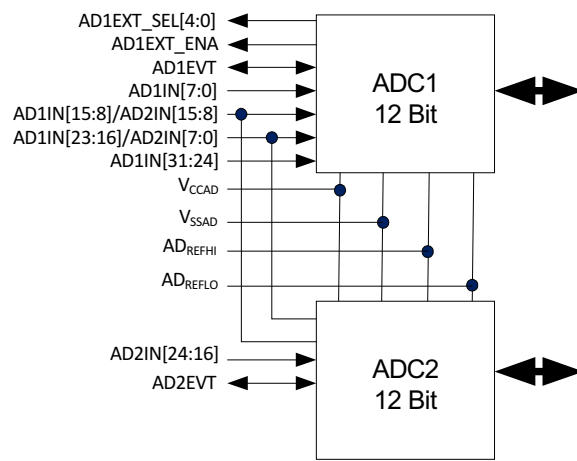 AD1EXT_SEL[4:0]
AD1EXT_ENA
AD1EVT
AD1IN[7:0]
AD1IN[15:8]/AD2IN[15:8]
AD1IN[23:16]/AD2IN[7:0]
AD1IN[31:24]
VCCAD
VSSAD
ADREFHI
ADREFLO
ADC1
12 Bit
AD2IN[24:16]
AD2EVT
ADC2
12 Bit